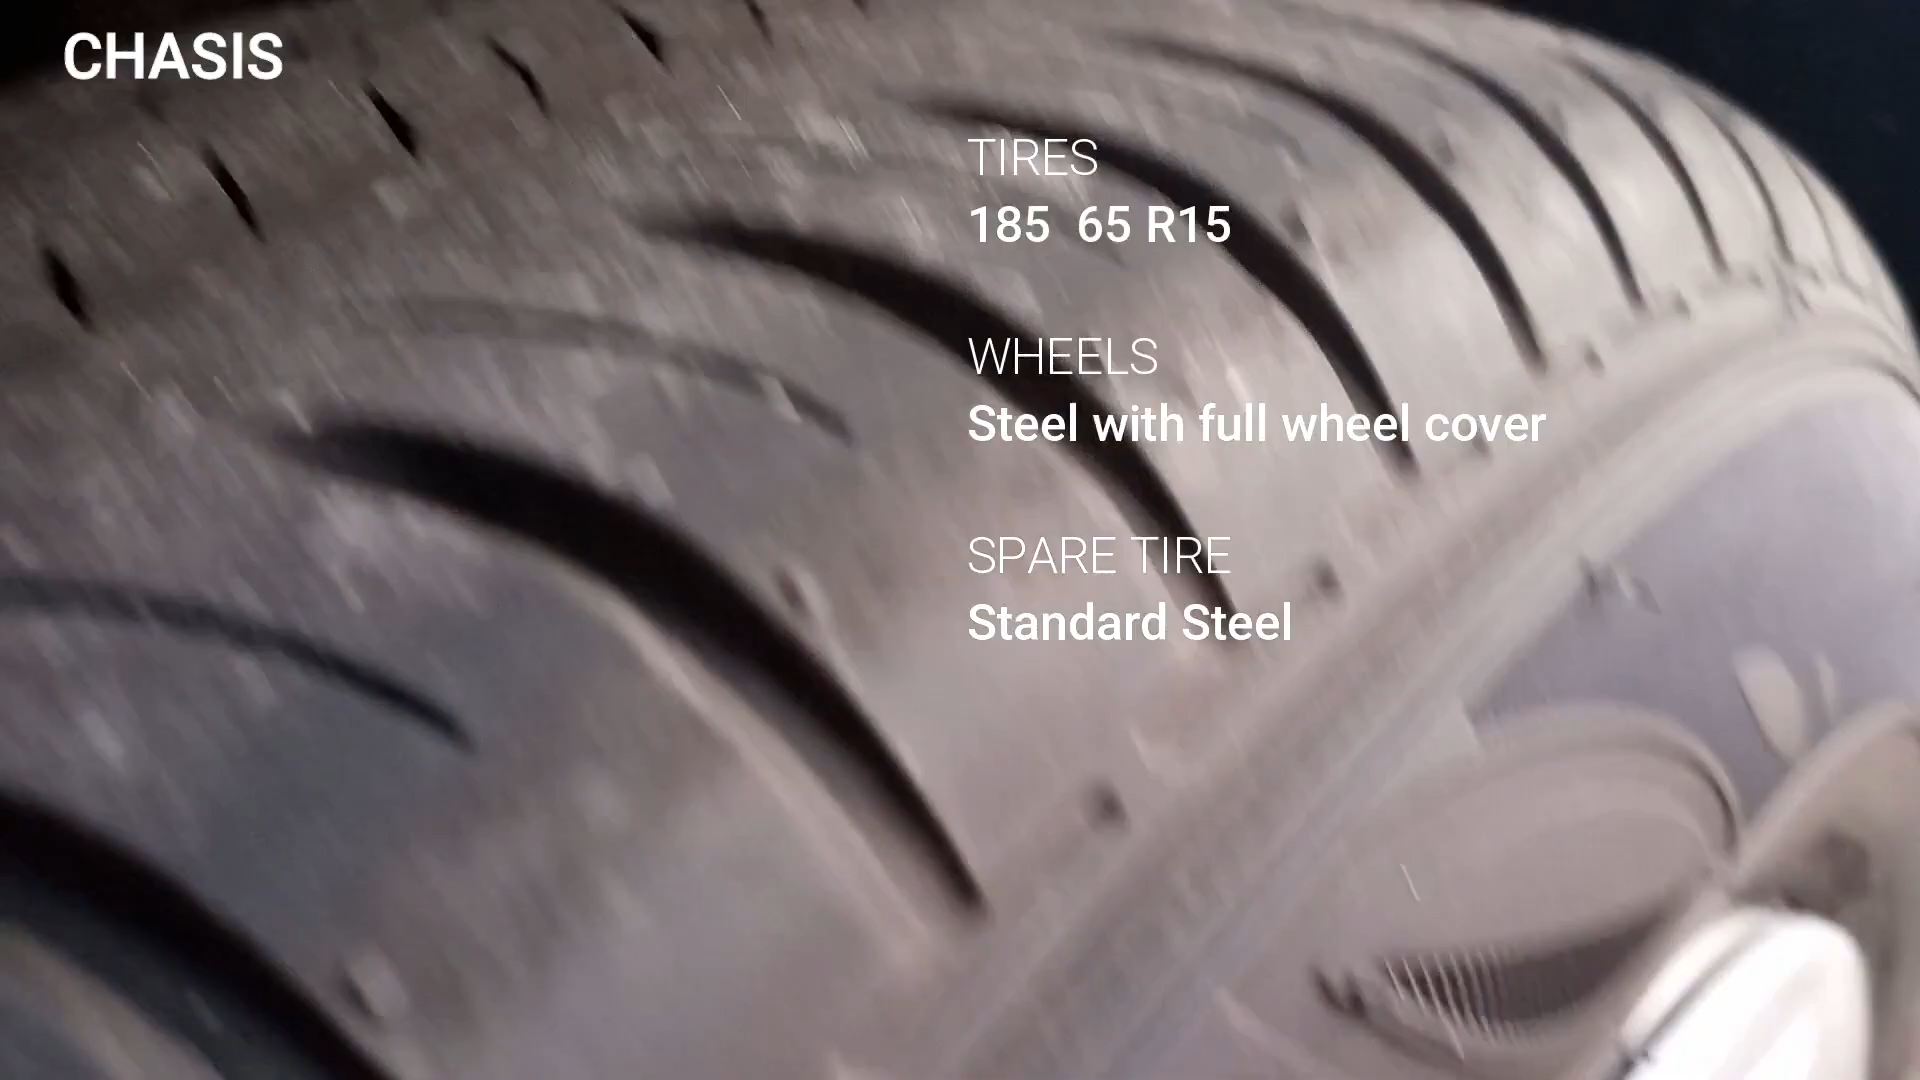 CHASIS
TIRES
185  65 R15
WHEELS
Steel with full wheel cover
SPARE TIRE
Standard Steel